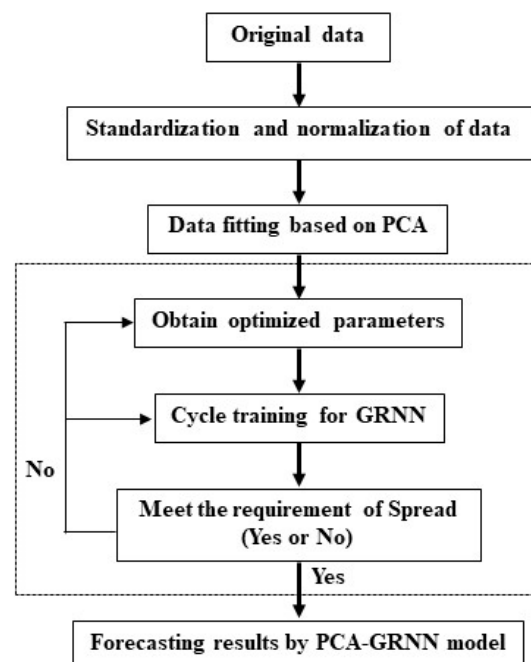 Original data
Standardization and normalization of data
Data fitting based on PCA
Obtain optimized parameters
Cycle training for GRNN
No
Meet the requirement of Spread
(Yes or No)
Yes
Forecasting results by PCA-GRNN model